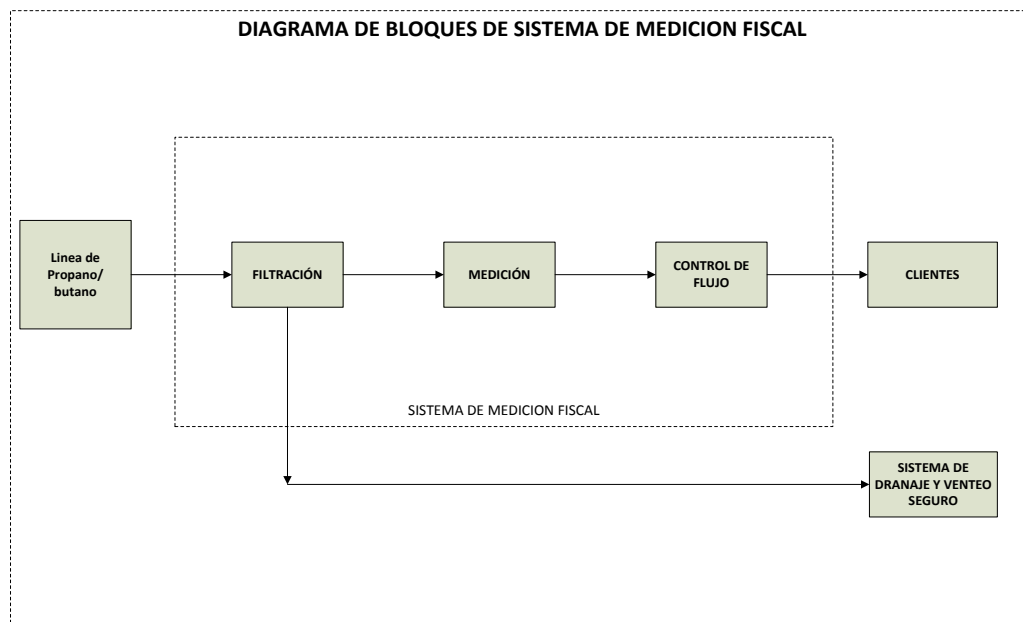 DIAGRAMA DE BLOQUES DE SISTEMA DE MEDICION FISCAL
Linea de
Propano/
butano
FILTRACIÓN
MEDICIÓN
CONTROL DE
FLUJO
CLIENTES
SISTEMA DE MEDICION FISCAL
SISTEMA DE
DRANAJE Y VENTEO
SEGURO